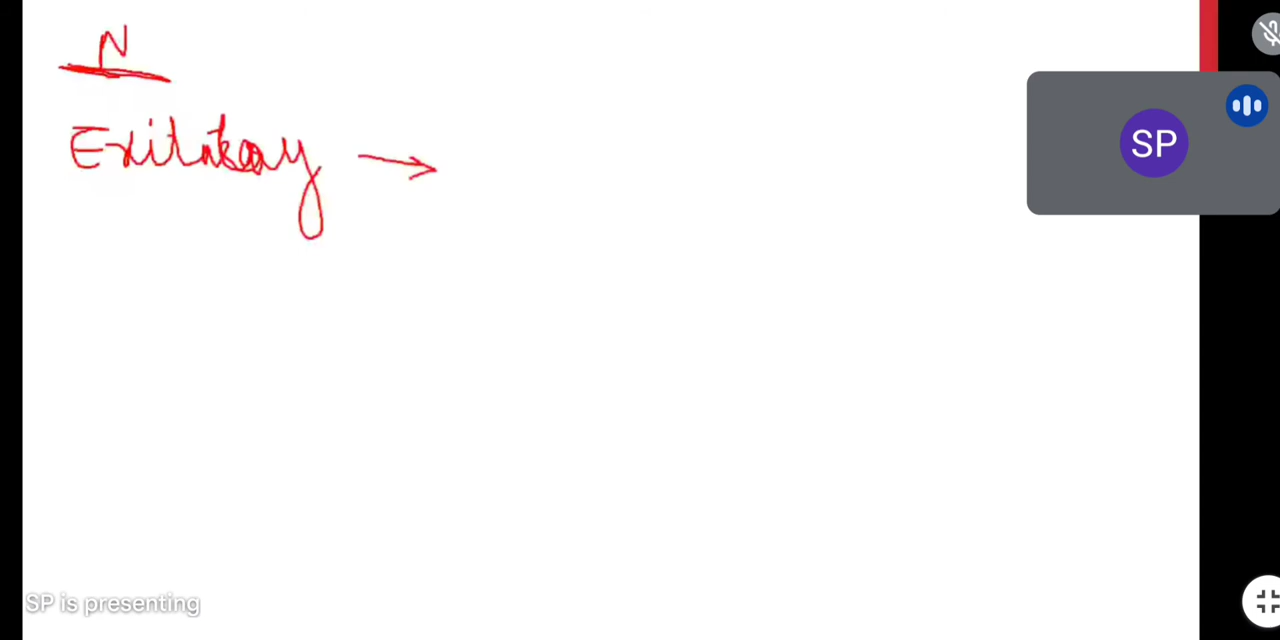 N
Exitatory →
SP
SP is presenting